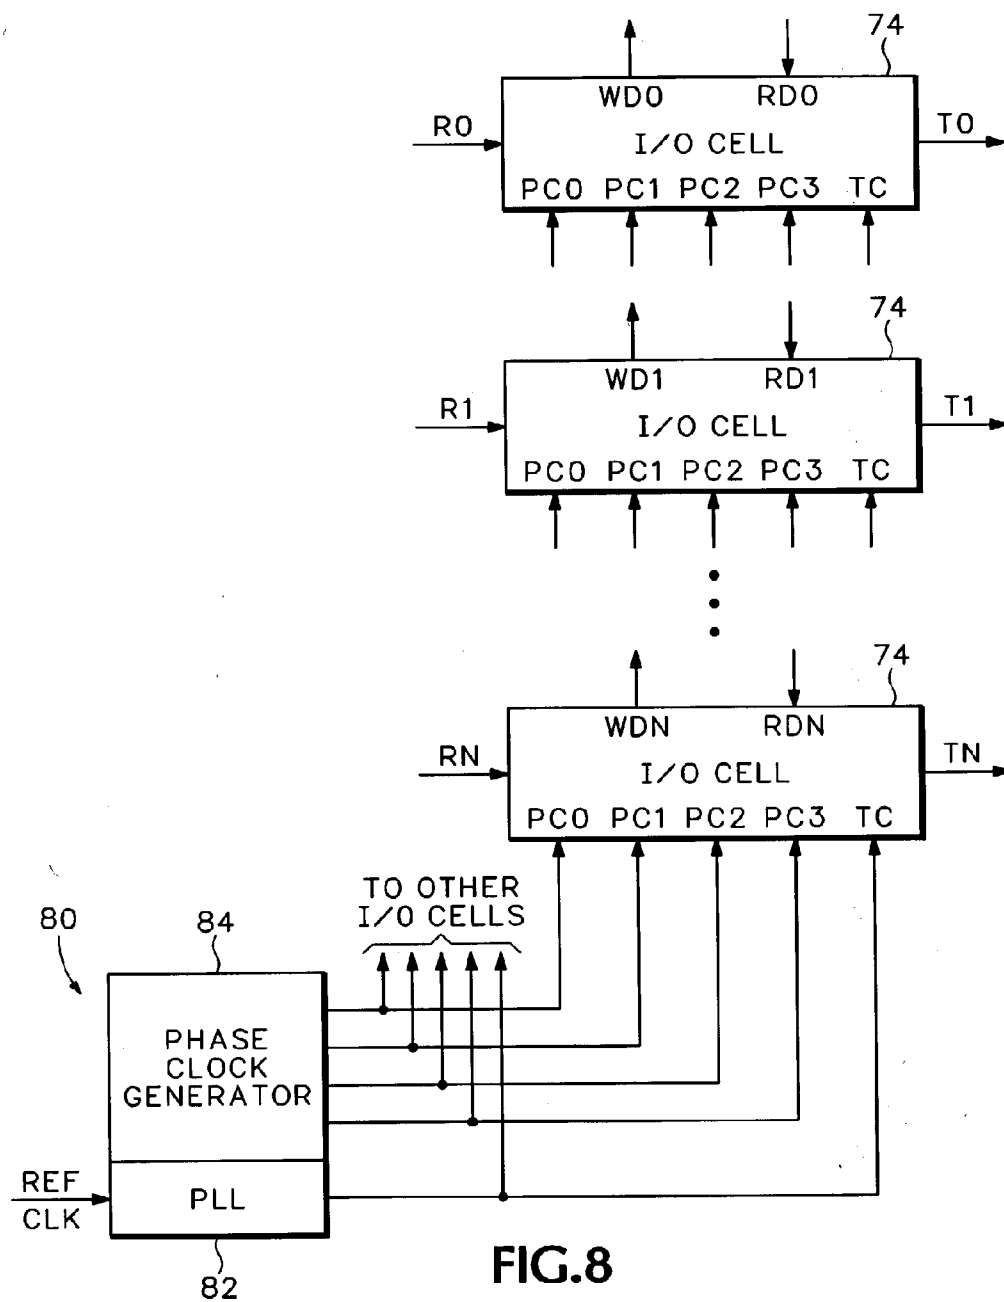 74
WD0 RD0
R0 I/O CELL T0
PC0 PC1 PC2 PC3 TC
74
WD1 RD1
R1 I/O CELL T1
PC0 PC1 PC2 PC3 TC
74
WDN RDN
RN I/O CELL TN
PC0 PC1 PC2 PC3 TC
TO OTHER
I/O CELLS
80
84
PHASE
CLOCK
GENERATOR
REF
CLK
PLL
82
FIG.8